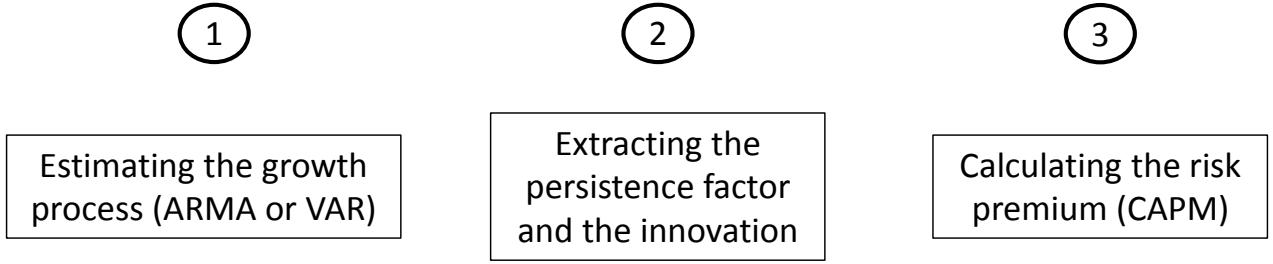 1
2
3
Estimating the growth
process (ARMA or VAR)
Extracting the
persistence factor
and the innovation
Calculating the risk
premium (CAPM)